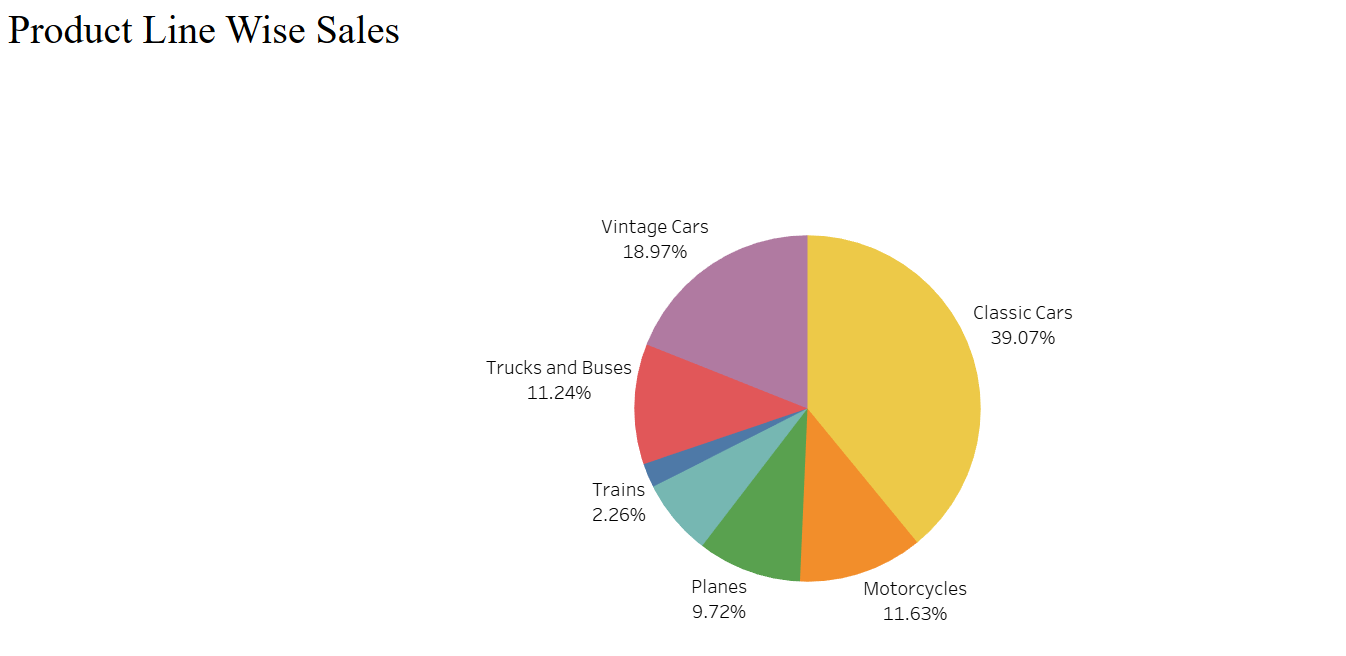 Product Line Wise Sales
Vintage Cars
18.97%
Classic Cars
39.07%
Trucks and Buses
11.24%
Trains
2.26%
Planes
9.72%
Motorcycles
11.63%